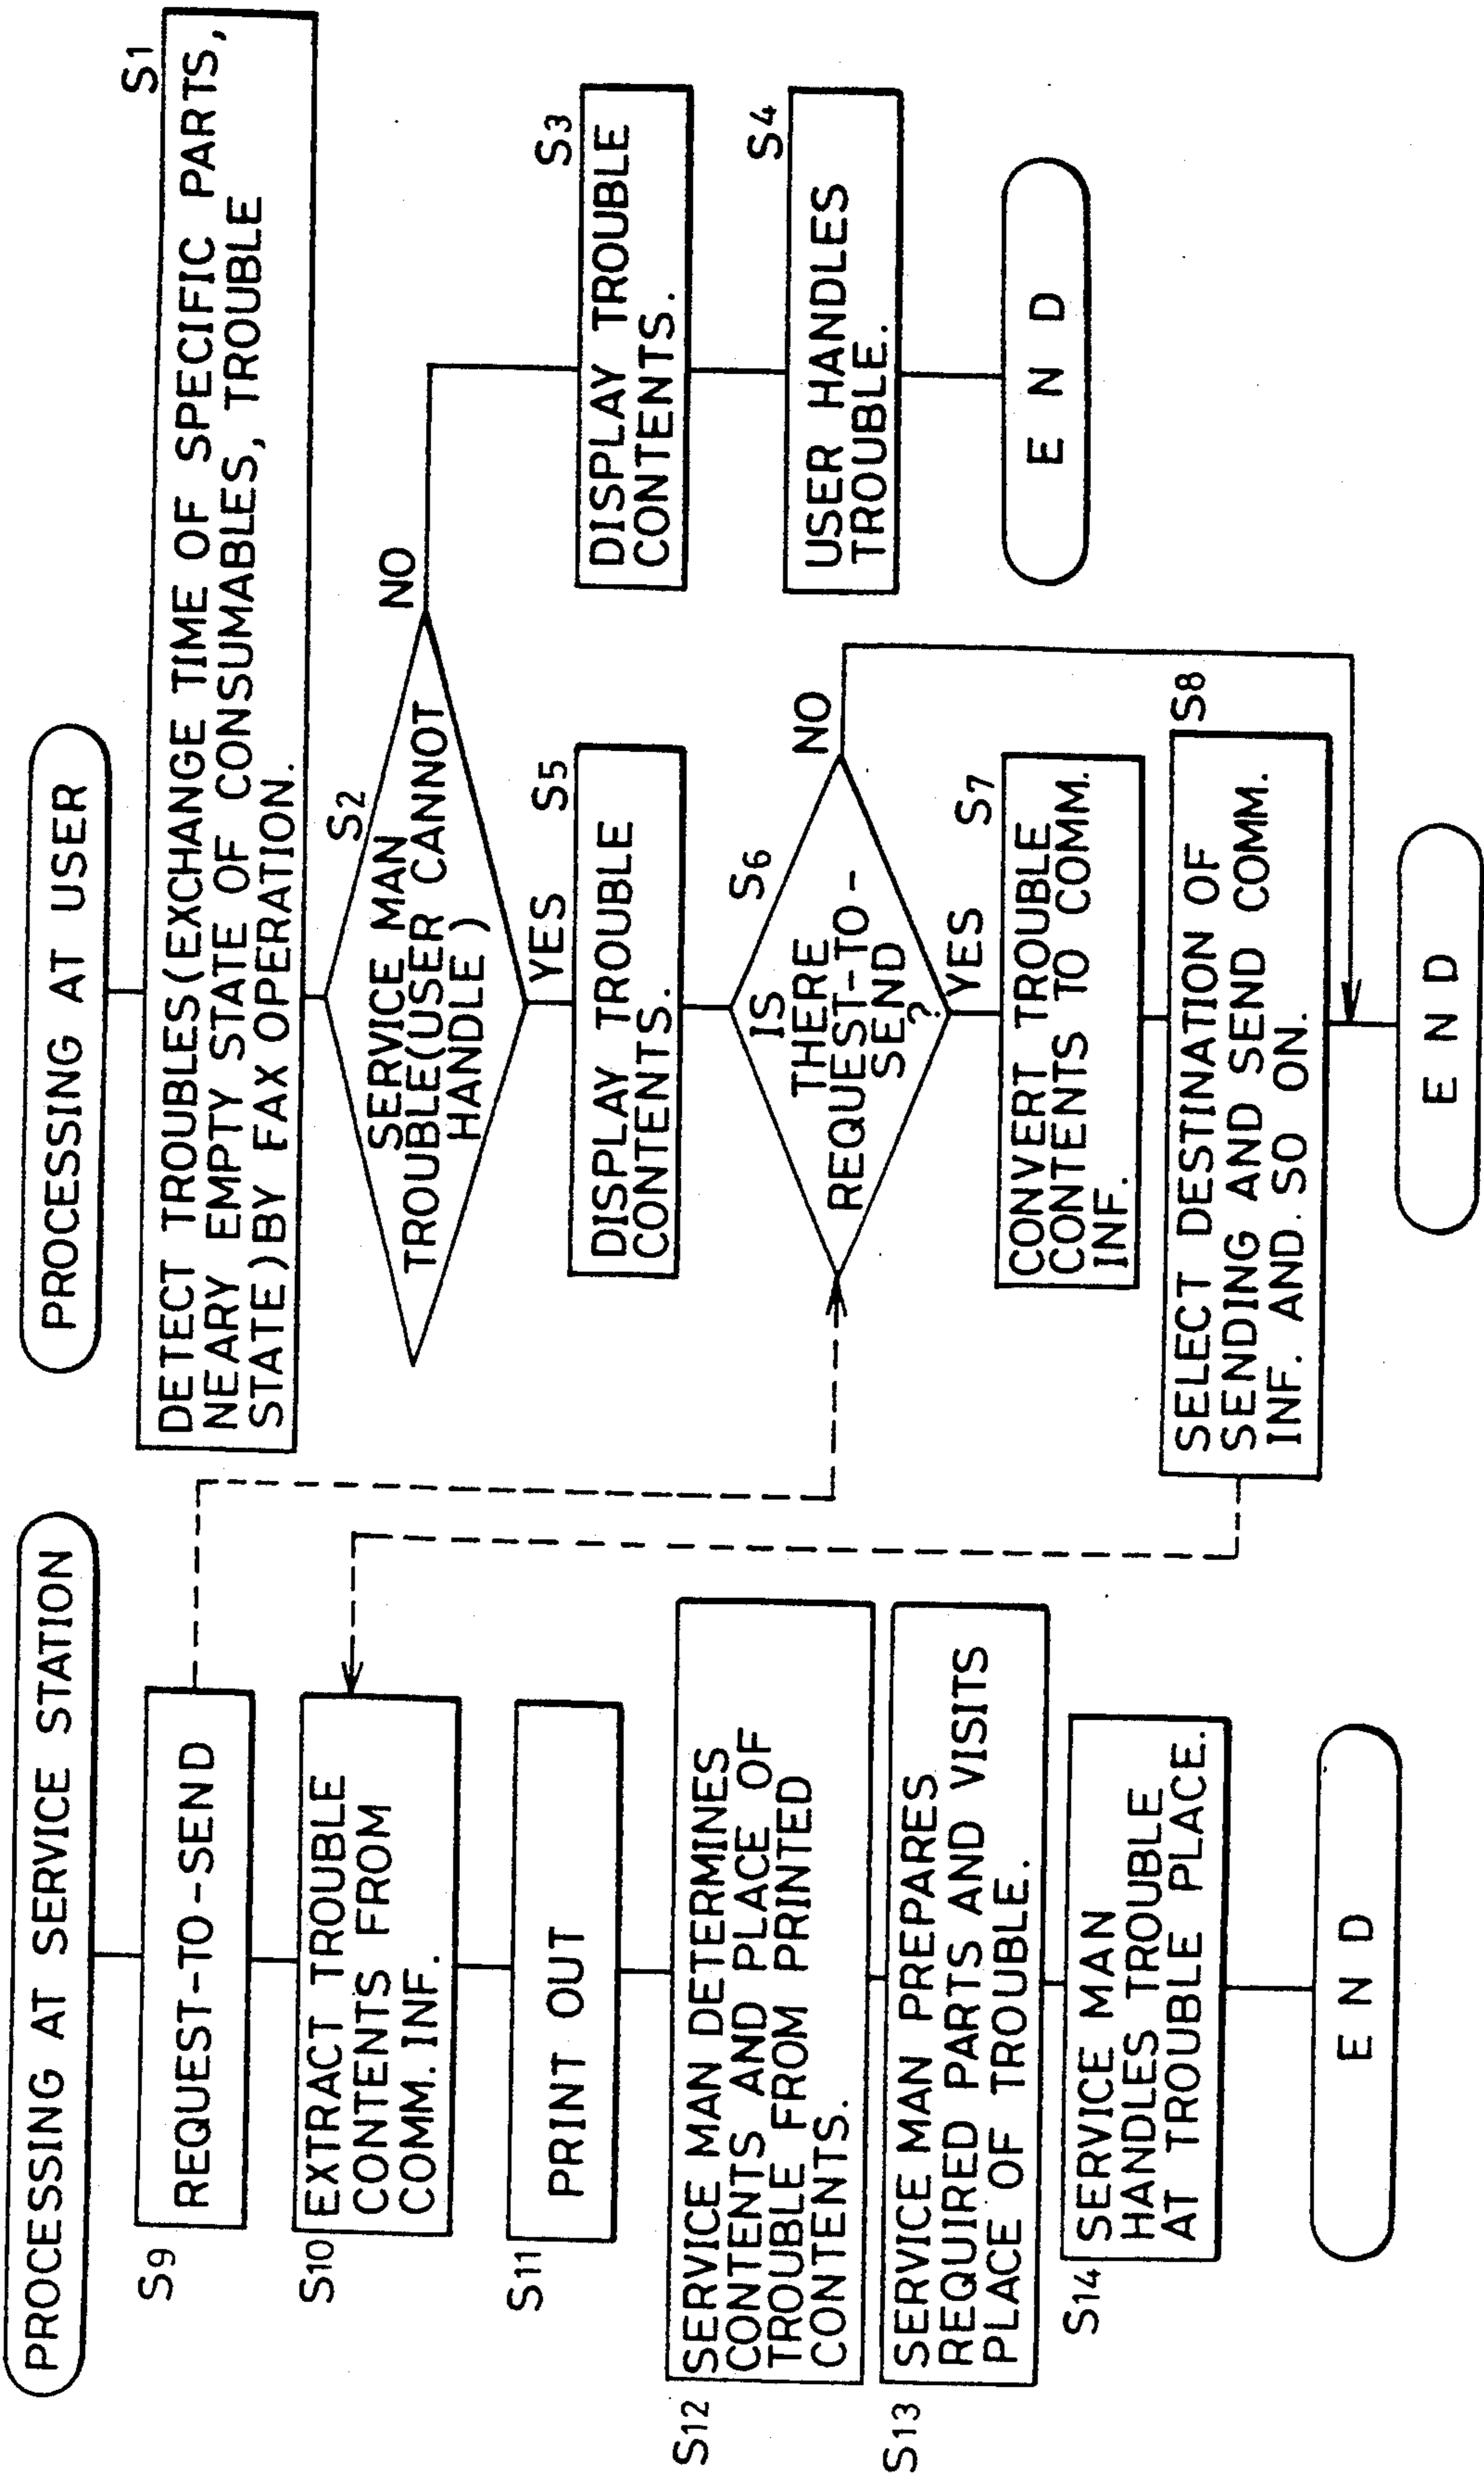 PROCESSING AT SERVICE STATION
S9
REQUEST-TO-SEND
S10
EXTRACT TROUBLE
CONTENTS FROM
COMM. INF.
S11
PRINT OUT
S12
SERVICE MAN DETERMINES
CONTENTS AND PLACE OF
TROUBLE FROM PRINTED
CONTENTS.
S13
SERVICE MAN PREPARES
REQUIRED PARTS AND VISITS
PLACE OF TROUBLE.
S14
SERVICE MAN
HANDLES TROUBLE
AT TROUBLE PLACE.
END
PROCESSING AT USER
S1
DETECT TROUBLES(EXCHANGE TIME OF SPECIFIC PARTS,
NEARY EMPTY STATE OF CONSUMABLES, TROUBLE
STATE)BY FAX OPERATION.
S2
SERVICE MAN
TROUBLE(USER CANNOT
HANDLE)
NO
YES
S3
DISPLAY TROUBLE
CONTENTS.
S4
USER HANDLES
TROUBLE.
END
S5
DISPLAY TROUBLE
CONTENTS.
S6
IS
THERE
REQUEST-TO-
SEND
?
NO
YES
S7
CONVERT TROUBLE
CONTENTS TO COMM.
INF.
S8
SELECT DESTINATION OF
SENDING AND SEND COMM.
INF. AND. SO ON.
END